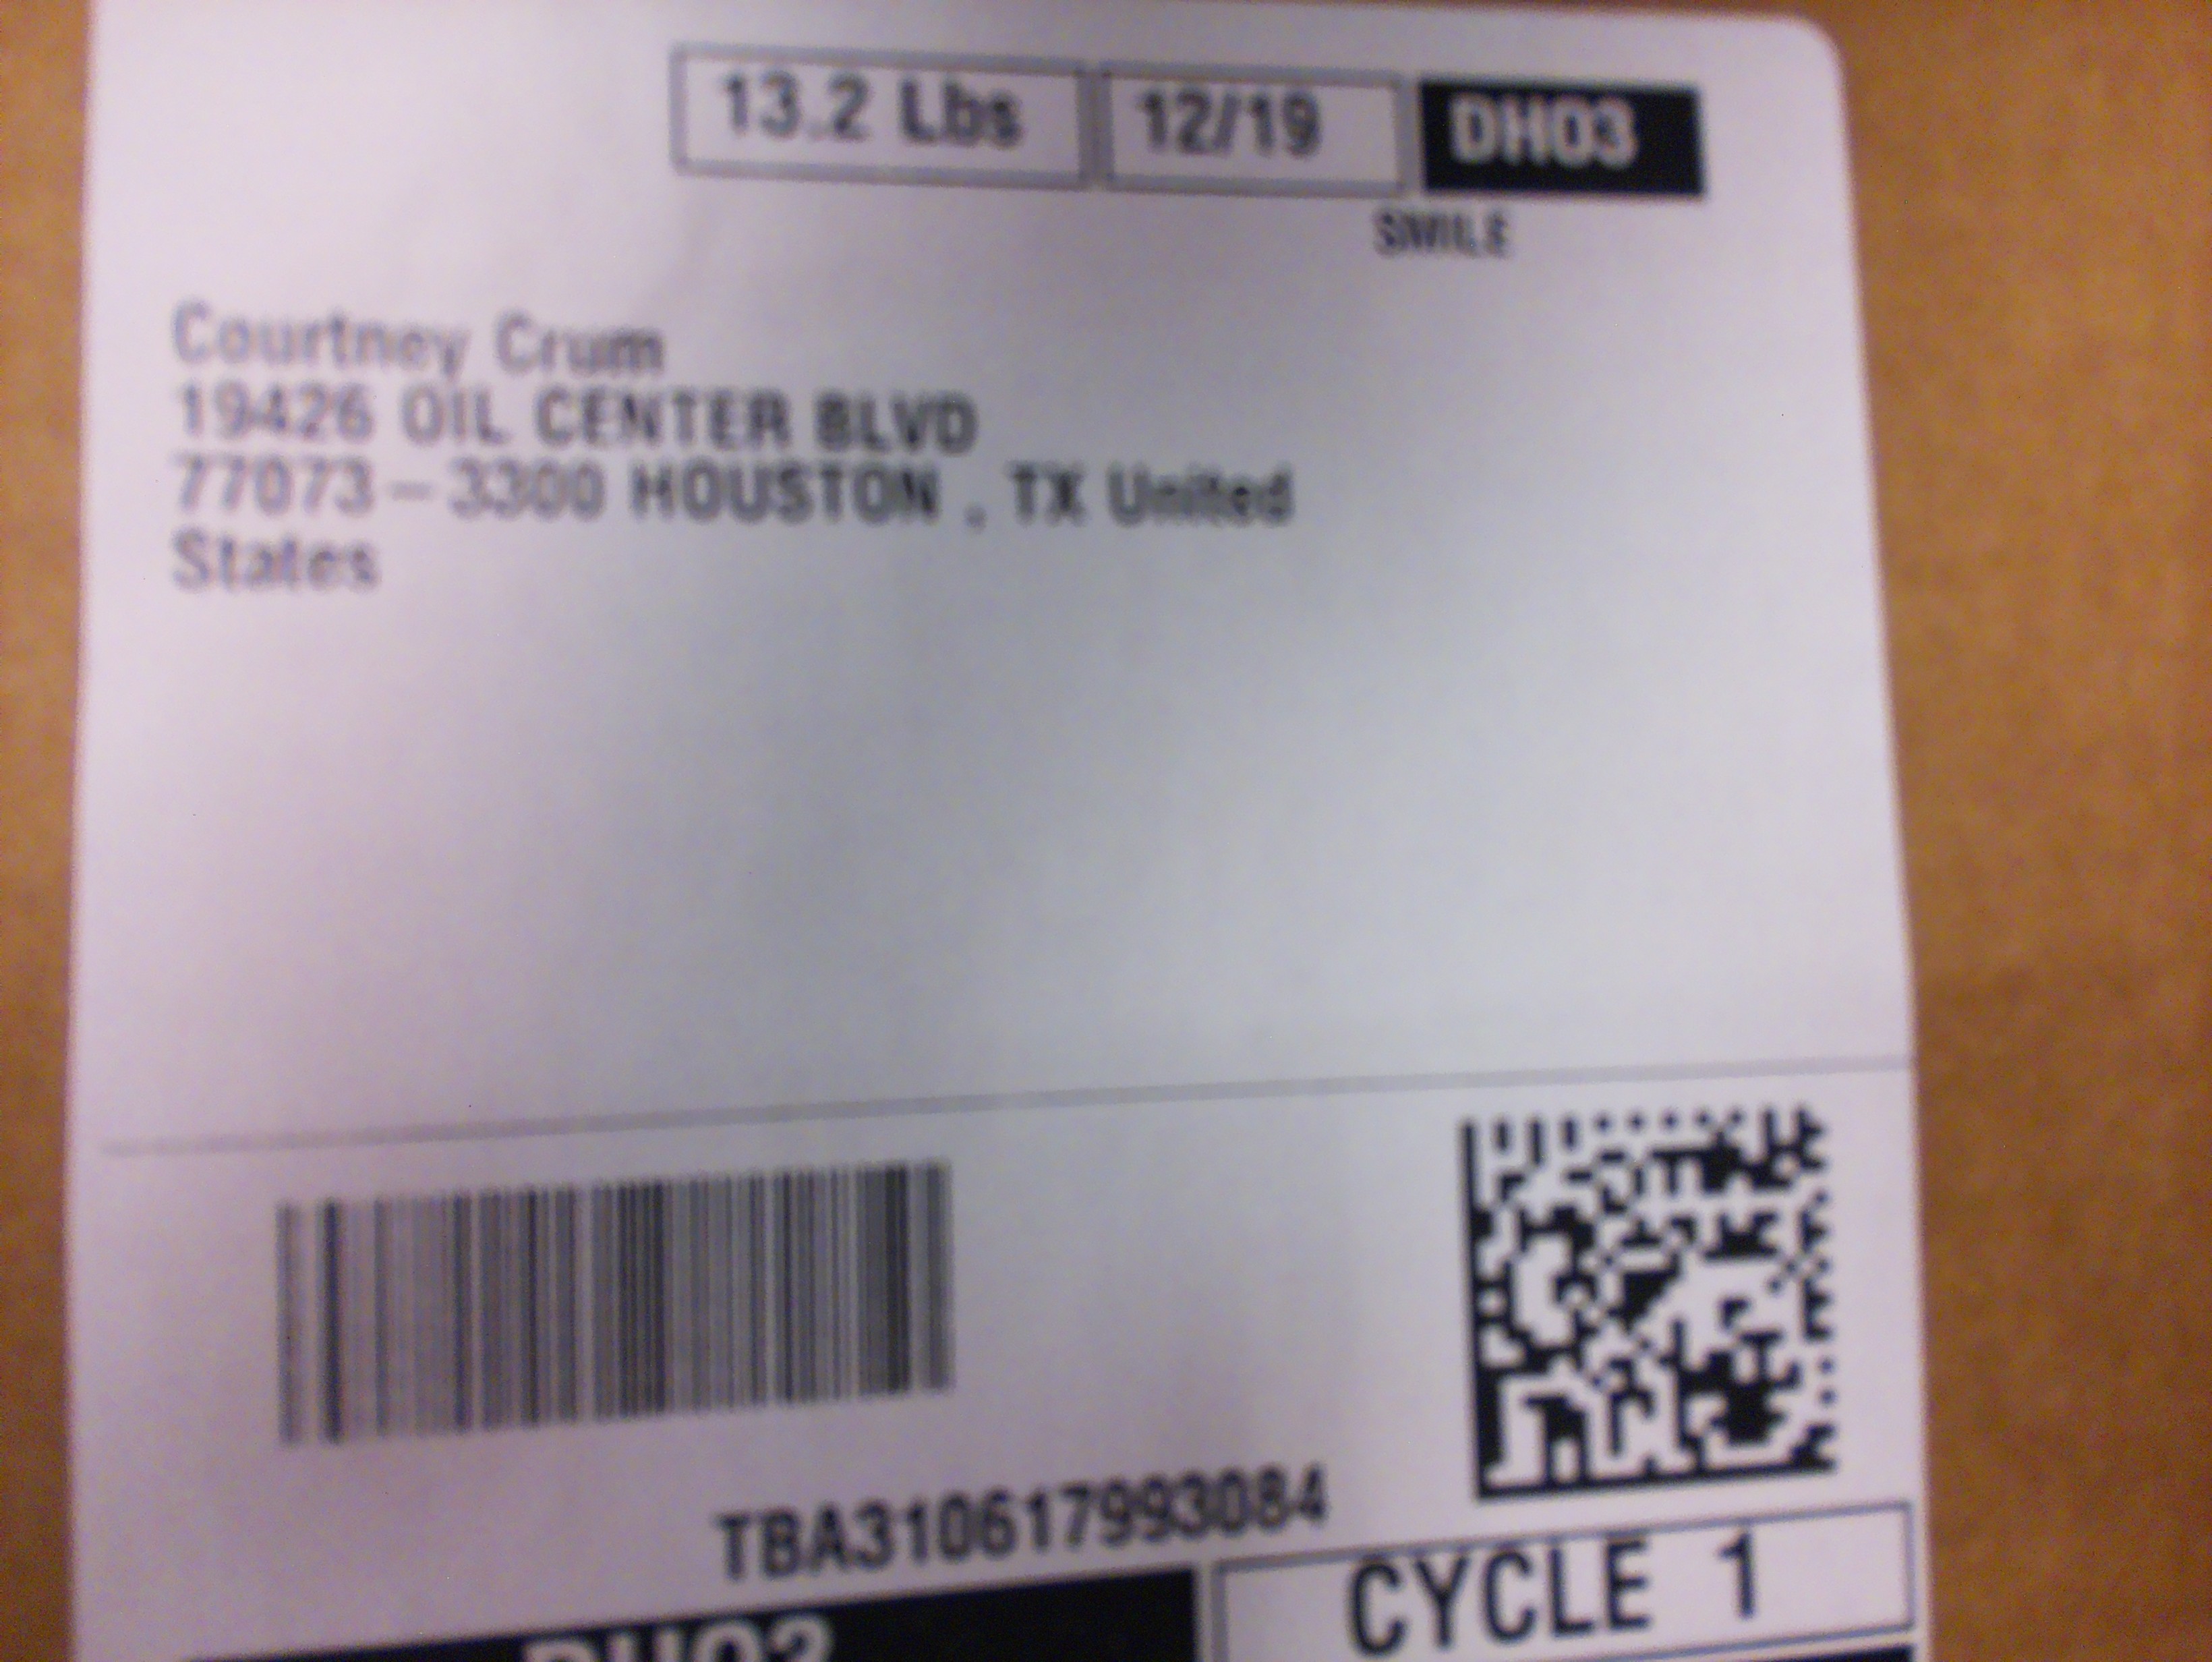 13.2 Lbs 12/19 DH03
SMILE
Courtney Crum
19426 OIL CENTER BLVD
77073-3300 HOUSTON , TX United
States
TBA310617993084
CYCLE 1
DH03